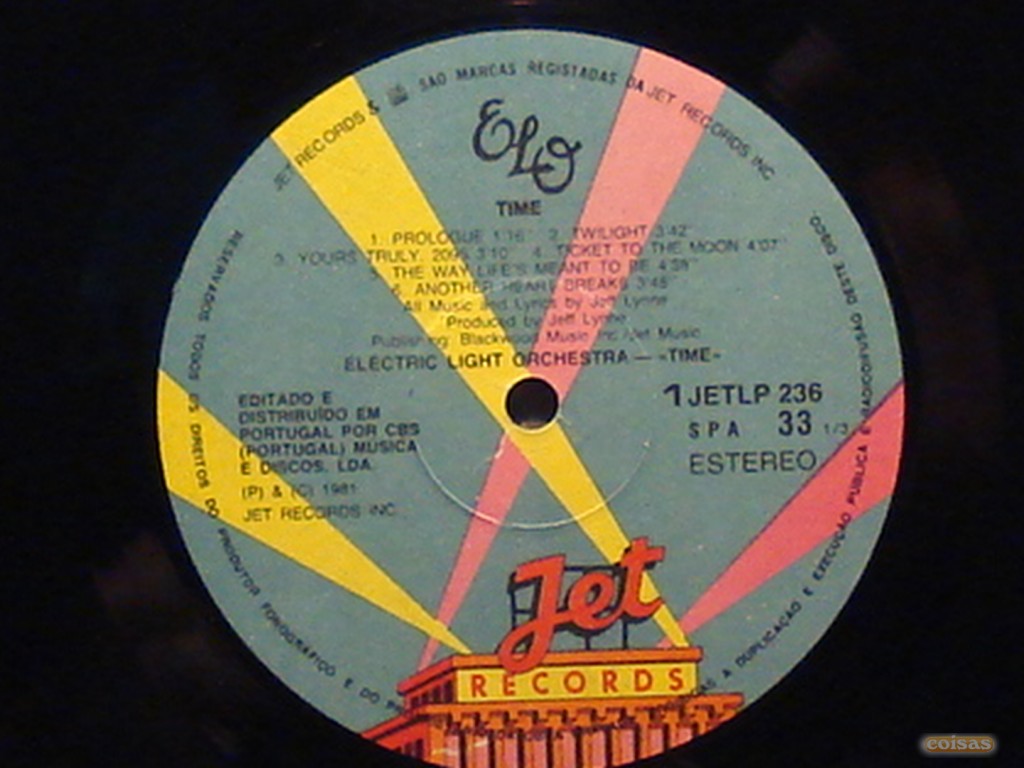 JET RECORDS & SÃO MARCAS REGISTADAS DA JET RECORDS INC
ELO
TIME
1. PROLOGUE 1'16" 2. TWILIGHT 3'42"
3. YOURS TRULY, 2095 3'10" 4. TICKET TO THE MOON 4'07"
5. THE WAY LIFE'S MEANT TO BE 4'38"
6. ANOTHER HEART BREAKS 3'48"
All Music and Lyrics by Jeff Lynne
Produced by Jeff Lynne
Publishing: Blackwood Music Inc./Jet Music
ELECTRIC LIGHT ORCHESTRA — «TIME»
EDITADO E
DISTRIBUÍDO EM
PORTUGAL POR CBS
(PORTUGAL) MUSICA
E DISCOS, LDA.
(P) & (C) 1981
JET RECORDS INC.
1 JETLP 236
SPA 33 1/3
ESTEREO
RESERVADOS TODOS OS DIREITOS DO PRODUTOR FONOGRÁFICO E DO
A DUPLICAÇÃO E EXECUÇÃO PUBLICA E RADIODIFUSÃO DESTE DISCO.
Jet
RECORDS
coisas